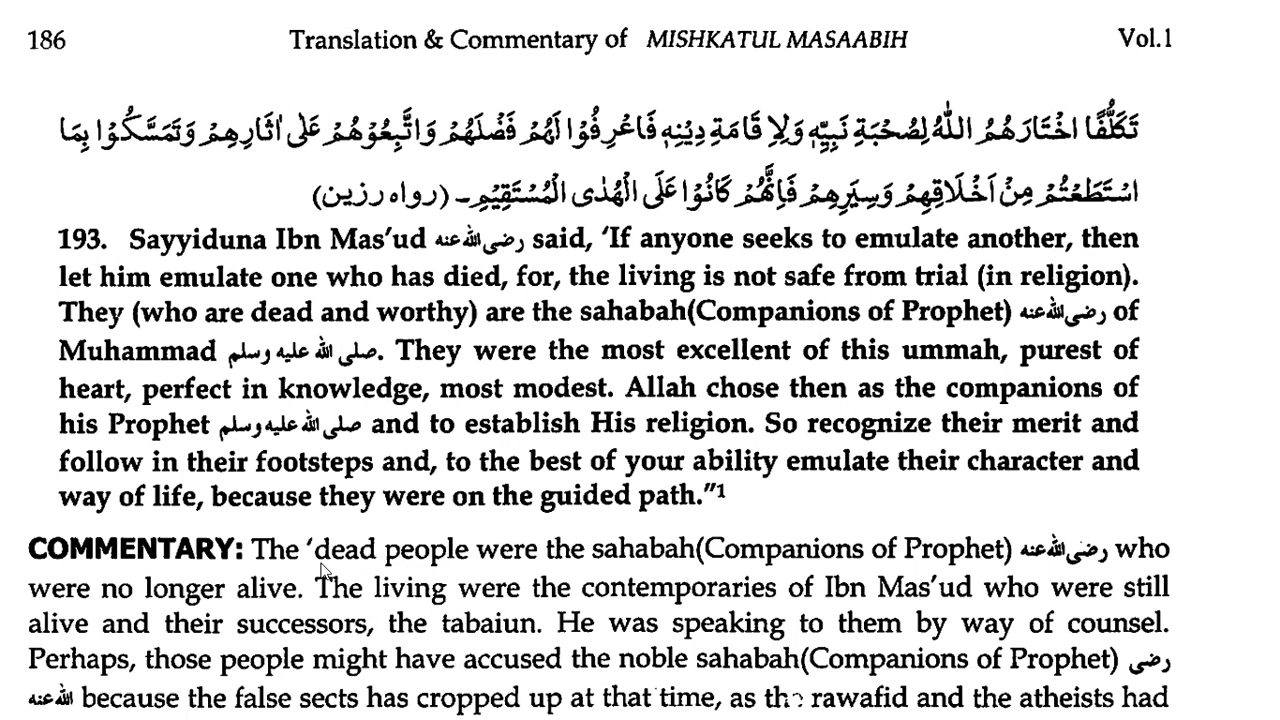 186 Translation & Commentary of MISHKATUL MASAABIH Vol.1
تَكَلُّفًا اخْتَارَهُمُ اللّٰهُ لِصُحْبَةِ نَبِيِّهٖ وَلِاِ قَامَةِ دِيْنِهٖ فَاعْرِفُوْا لَهُمْ فَضْلَهُمْ وَاتَّبِعُوْهُمْ عَلٰى اٰثَارِهِمْ وَتَمَسَّكُوْا بِمَا
اسْتَطَعْتُمْ مِنْ اَخْلَاقِهِمْ وَسِيَرِهِمْ فَاِنَّهُمْ كَانُوْا عَلَى الْهُدٰى الْمُسْتَقِيْمِ۔ (رواہ رزین)
193. Sayyiduna Ibn Mas’ud رضی اللہ عنہ said, ‘If anyone seeks to emulate another, then
let him emulate one who has died, for, the living is not safe from trial (in religion).
They (who are dead and worthy) are the sahabah(Companions of Prophet) رضی اللہ عنہ of
Muhammad صلی اللہ علیہ وسلم. They were the most excellent of this ummah, purest of
heart, perfect in knowledge, most modest. Allah chose then as the companions of
his Prophet صلی اللہ علیہ وسلم and to establish His religion. So recognize their merit and
follow in their footsteps and, to the best of your ability emulate their character and
way of life, because they were on the guided path.”1
COMMENTARY: The ‘dead people were the sahabah(Companions of Prophet) رضی اللہ عنہ who
were no longer alive. The living were the contemporaries of Ibn Mas’ud who were still
alive and their successors, the tabaiun. He was speaking to them by way of counsel.
Perhaps, those people might have accused the noble sahabah(Companions of Prophet) رضی
اللہ عنہ because the false sects has cropped up at that time, as the rawafid and the atheists had